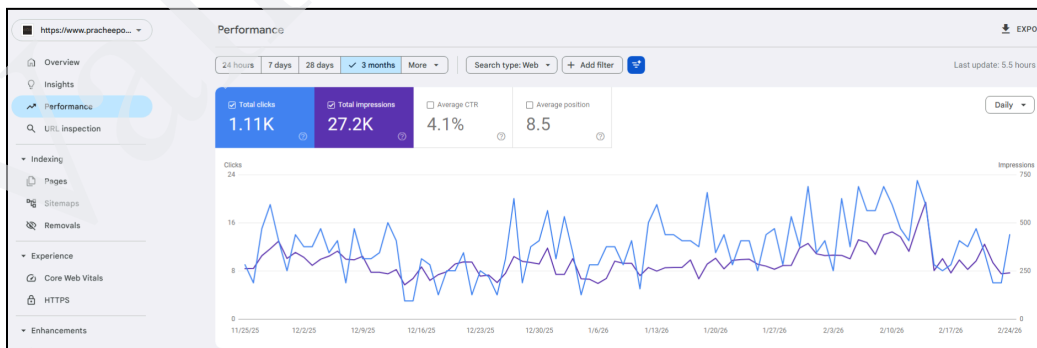 https://www.pracheepo...
Performance
EXPO
Overview
Insights
Performance
URL inspection
Indexing
Pages
Sitemaps
Removals
Experience
Core Web Vitals
HTTPS
Enhancements
24 hours 7 days 28 days 3 months More Search type: Web + Add filter Last update: 5.5 hours
Total clicks Total impressions Average CTR Average position
1.11K 27.2K 4.1% 8.5
Daily
Clicks Impressions
24 750
16 500
8 250
0 0
11/25/25 12/2/25 12/9/25 12/16/25 12/23/25 12/30/25 1/6/26 1/13/26 1/20/26 1/27/26 2/3/26 2/10/26 2/17/26 2/24/26